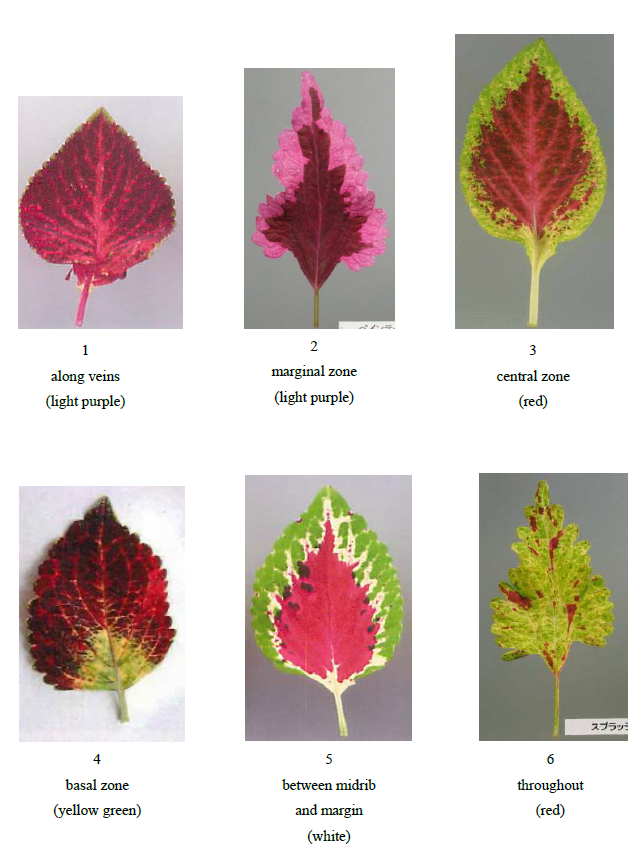 1
along veins
(light purple)
2
marginal zone
(light purple)
3
central zone
(red)
4
basal zone
(yellow green)
5
between midrib
and margin
(white)
6
throughout
(red)
スプラッ